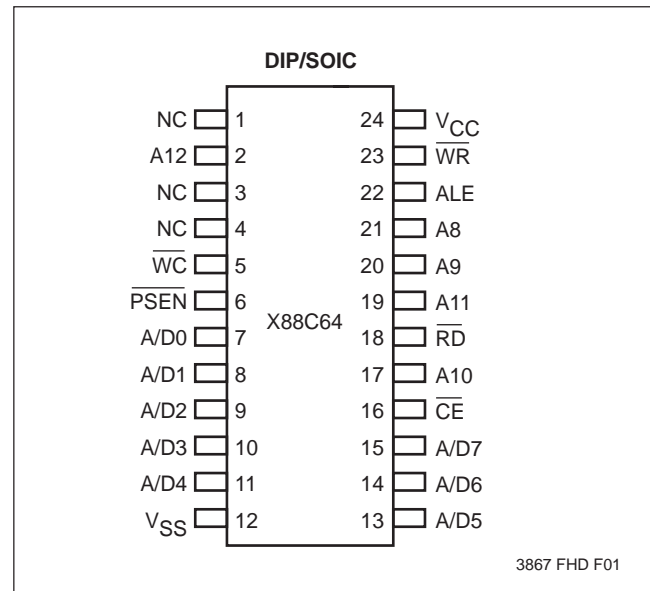 DIP/SOIC
NC 1 24 VCC
A12 2 23 WR
NC 3 22 ALE
NC 4 21 A8
WC 5 20 A9
PSEN 6 19 A11
X88C64
A/D0 7 18 RD
A/D1 8 17 A10
A/D2 9 16 CE
A/D3 10 15 A/D7
A/D4 11 14 A/D6
VSS 12 13 A/D5
3867 FHD F01